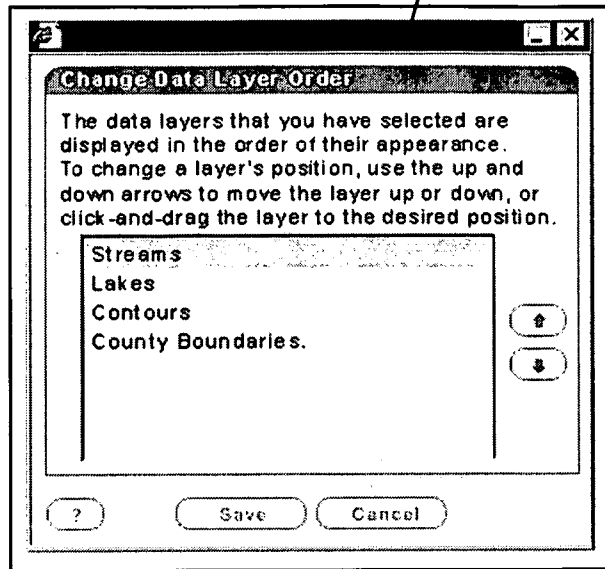 Change Data Layer Order
The data layers that you have selected are
displayed in the order of their appearance.
To change a layer's position, use the up and
down arrows to move the layer up or down, or
click-and-drag the layer to the desired position.
Streams
Lakes
Contours
County Boundaries.
? Save Cancel